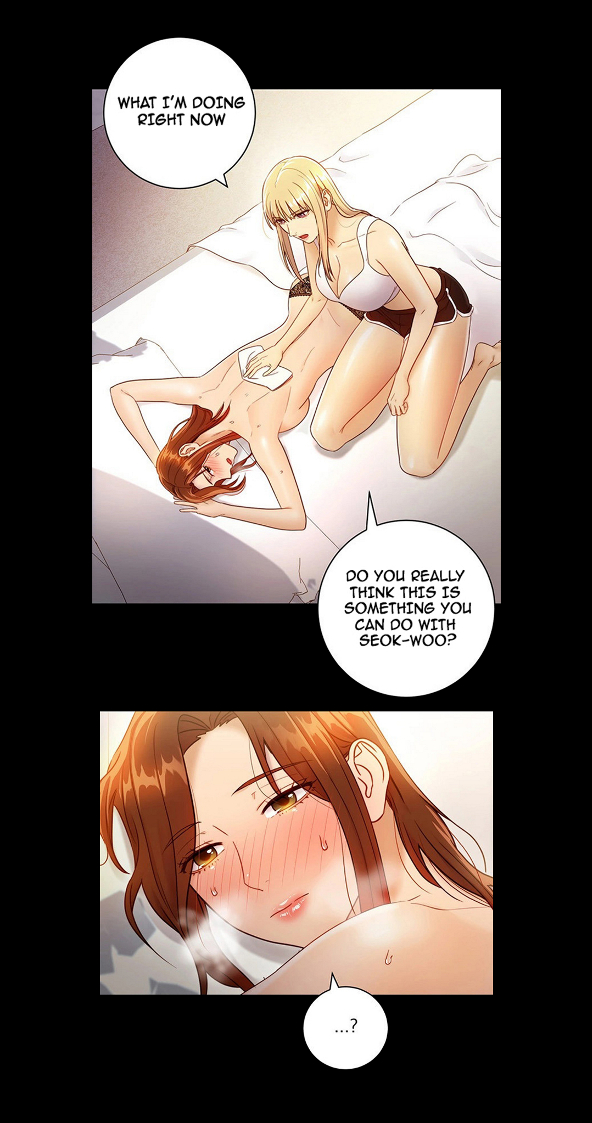 WHAT I'M DOING
RIGHT NOW
DO YOU REALLY
THINK THIS IS
SOMETHING YOU
CAN DO WITH
SEOK-WOO?
...?